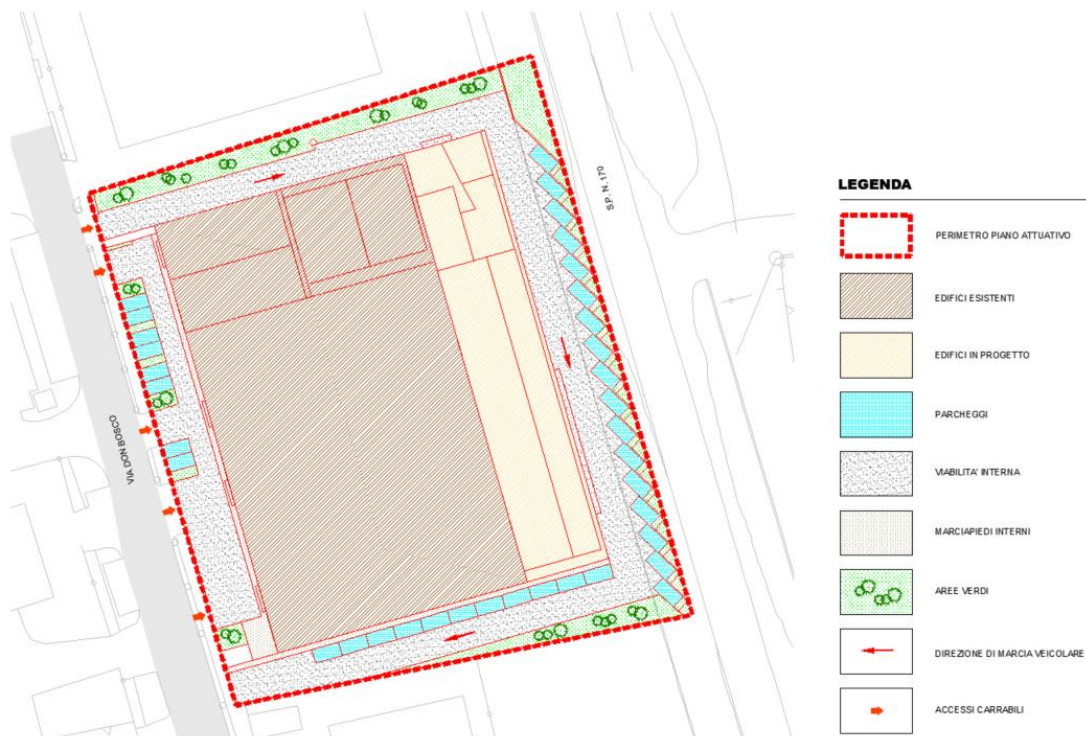 S.P. N. 170
VIA DON BOSCO
LEGENDA
PERIMETRO PIANO ATTUATIVO
EDIFICI ESISTENTI
EDIFICI IN PROGETTO
PARCHEGGI
VIABILITA' INTERNA
MARCIAPIEDI INTERNI
AREE VERDI
DIREZIONE DI MARCIA VEICOLARE
ACCESSI CARRABILI